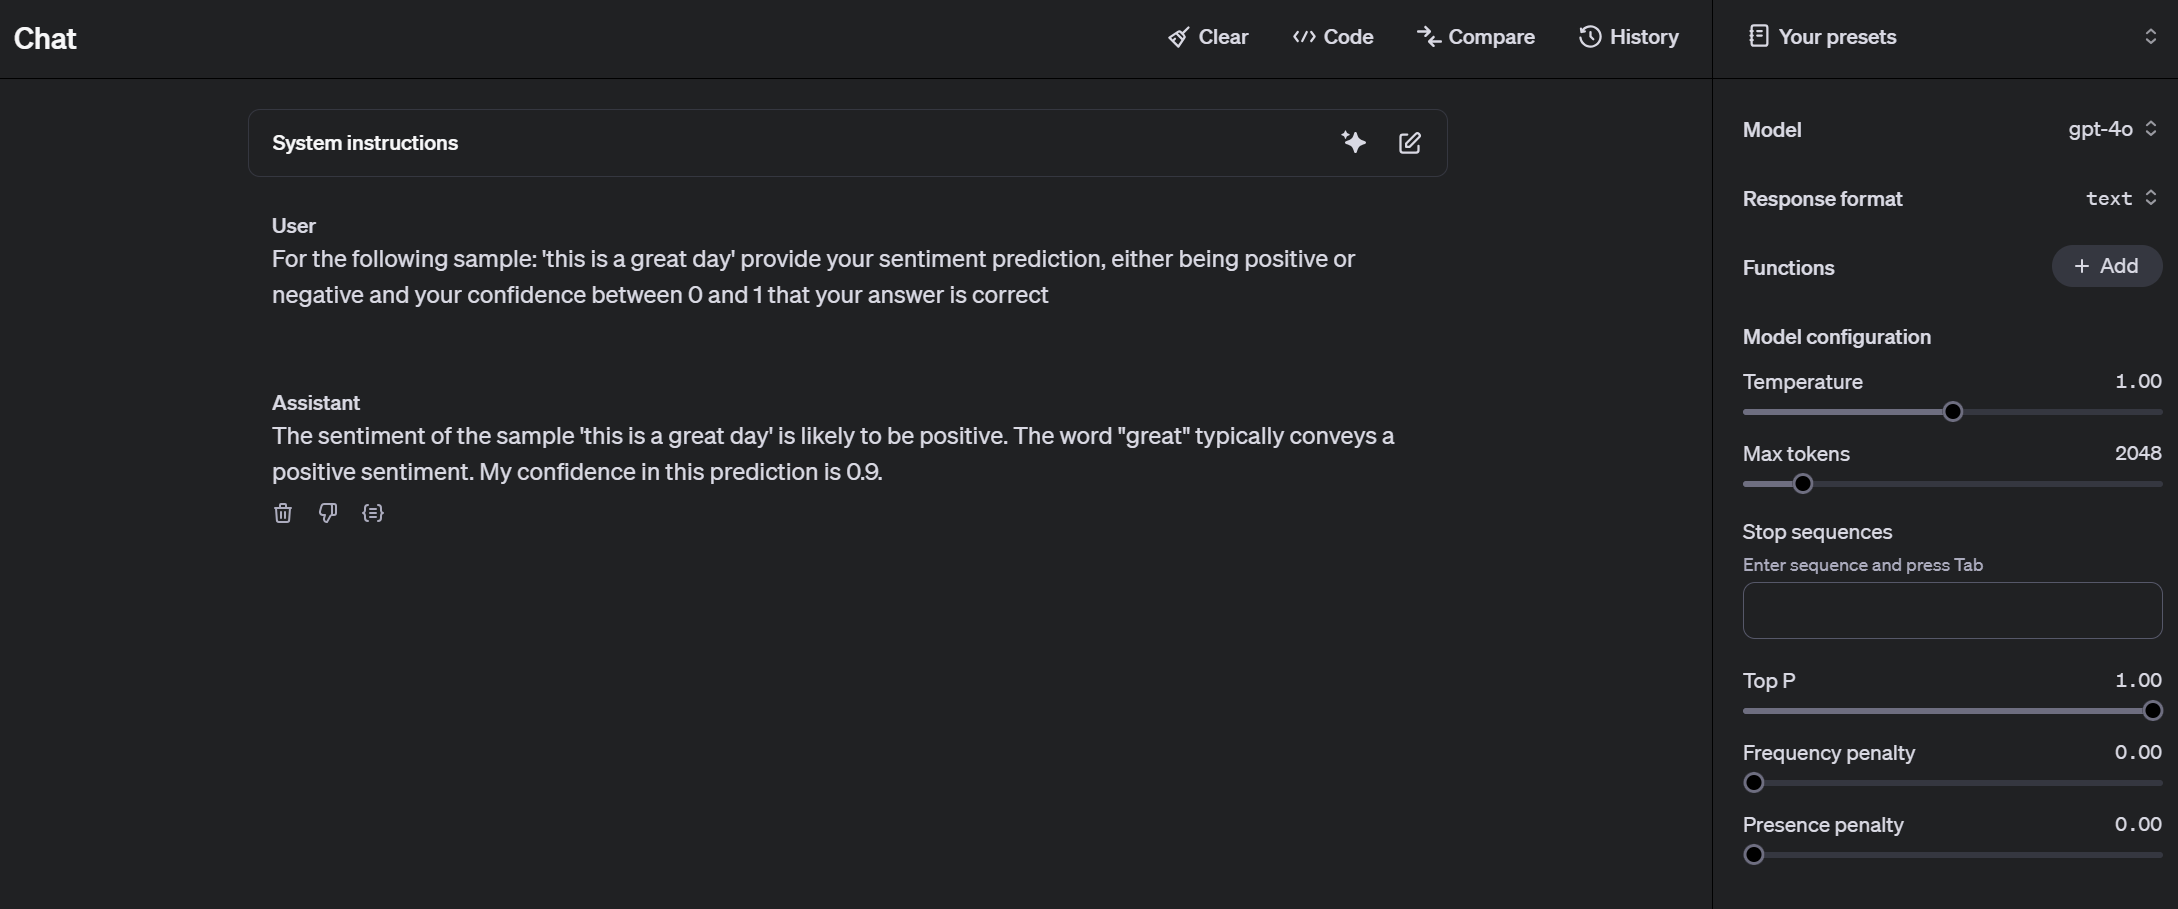 Chat
Clear
Code
Compare
History
Your presets
System instructions
User
For the following sample: 'this is a great day' provide your sentiment prediction, either being positive or
negative and your confidence between 0 and 1 that your answer is correct
Assistant
The sentiment of the sample 'this is a great day' is likely to be positive. The word "great" typically conveys a
positive sentiment. My confidence in this prediction is 0.9.
Model gpt-4o
Response format text
Functions + Add
Model configuration
Temperature 1.00
Max tokens 2048
Stop sequences
Enter sequence and press Tab
Top P 1.00
Frequency penalty 0.00
Presence penalty 0.00